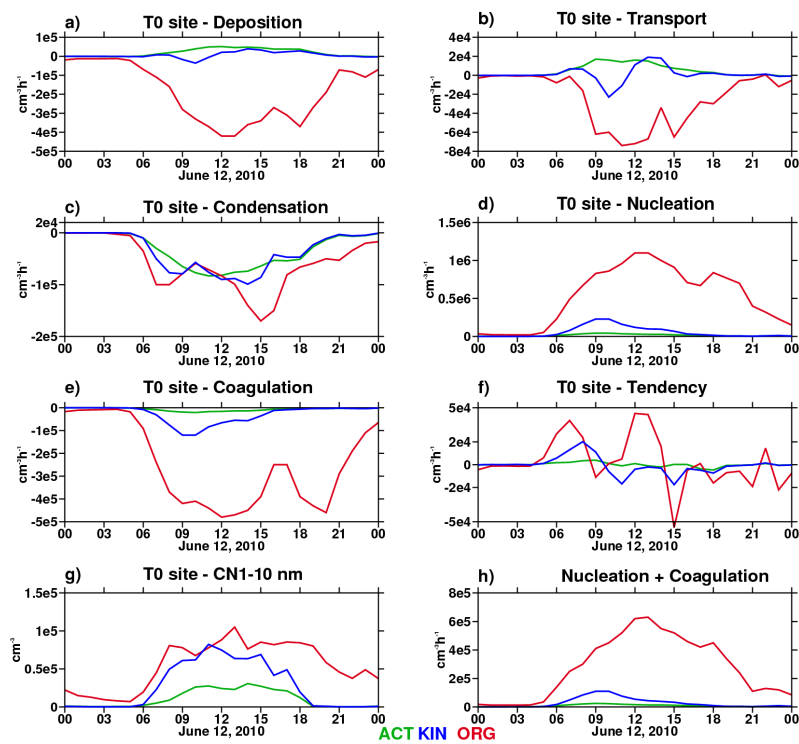 a) T0 site - Deposition
1e5
0
-1e5
-2e5
-3e5
-4e5
-5e5
cm⁻³h⁻¹
00 03 06 09 12 15 18 21 00
June 12, 2010
b) T0 site - Transport
4e4
2e4
0
-2e4
-4e4
-6e4
-8e4
cm⁻³h⁻¹
00 03 06 09 12 15 18 21 00
June 12, 2010
c) T0 site - Condensation
2e4
0
-1e5
-2e5
cm⁻³h⁻¹
00 03 06 09 12 15 18 21 00
June 12, 2010
d) T0 site - Nucleation
1.5e6
1e6
0.5e6
0
cm⁻³h⁻¹
00 03 06 09 12 15 18 21 00
June 12, 2010
e) T0 site - Coagulation
0
-1e5
-2e5
-3e5
-4e5
-5e5
cm⁻³h⁻¹
00 03 06 09 12 15 18 21 00
June 12, 2010
f) T0 site - Tendency
5e4
2e4
0
-2e4
-5e4
cm⁻³h⁻¹
00 03 06 09 12 15 18 21 00
June 12, 2010
g) T0 site - CN1-10 nm
1.5e5
1e5
0.5e5
0
cm⁻³
00 03 06 09 12 15 18 21 00
June 12, 2010
h) Nucleation + Coagulation
8e5
6e5
4e5
2e5
0
cm⁻³h⁻¹
00 03 06 09 12 15 18 21 00
June 12, 2010
ACT KIN ORG